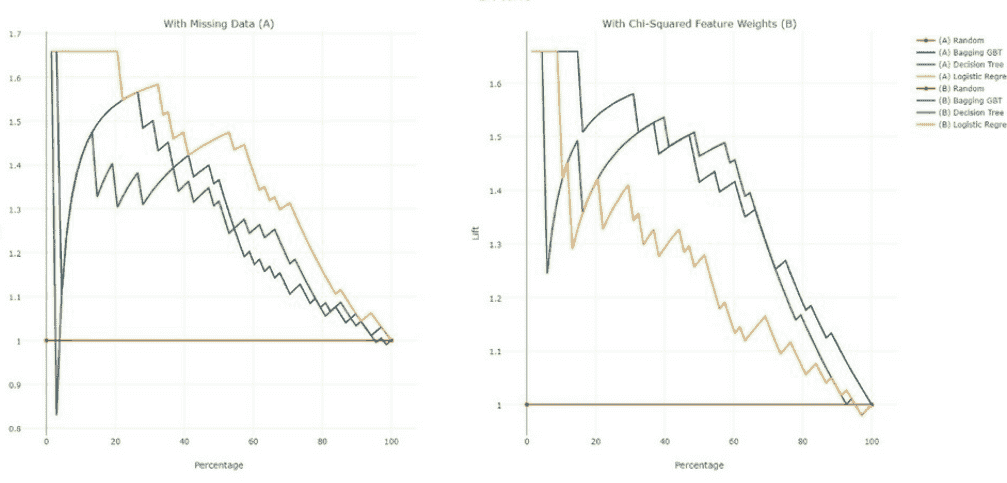 With Missing Data (A)
1.7
1.6
1.5
1.4
1.3
1.2
1.1
1
0.9
0.8
0
20
40
60
80
100
Percentage
With Chi-Squared Feature Weights (B)
Lift
1.6
1.5
1.4
1.3
1.2
1.1
1
0
20
40
60
80
100
Percentage
(A) Random
(A) Bagging GBT
(A) Decision Tree
(A) Logistic Regre
(B) Random
(B) Bagging GBT
(B) Decision Tree
(B) Logistic Regre